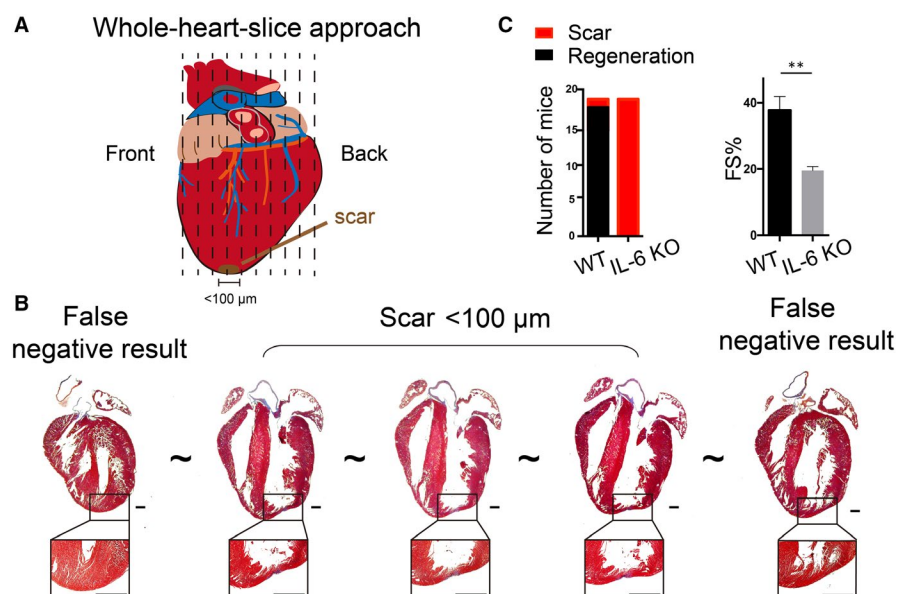 A
Whole-heart-slice approach
Front
Back
scar
<100 µm
C
Scar
Regeneration
Number of mice
20
15
10
5
0
WT
IL-6 KO
**
FS%
40
20
0
WT
IL-6 KO
B
False
negative result
Scar <100 µm
False
negative result
~
~
~
~